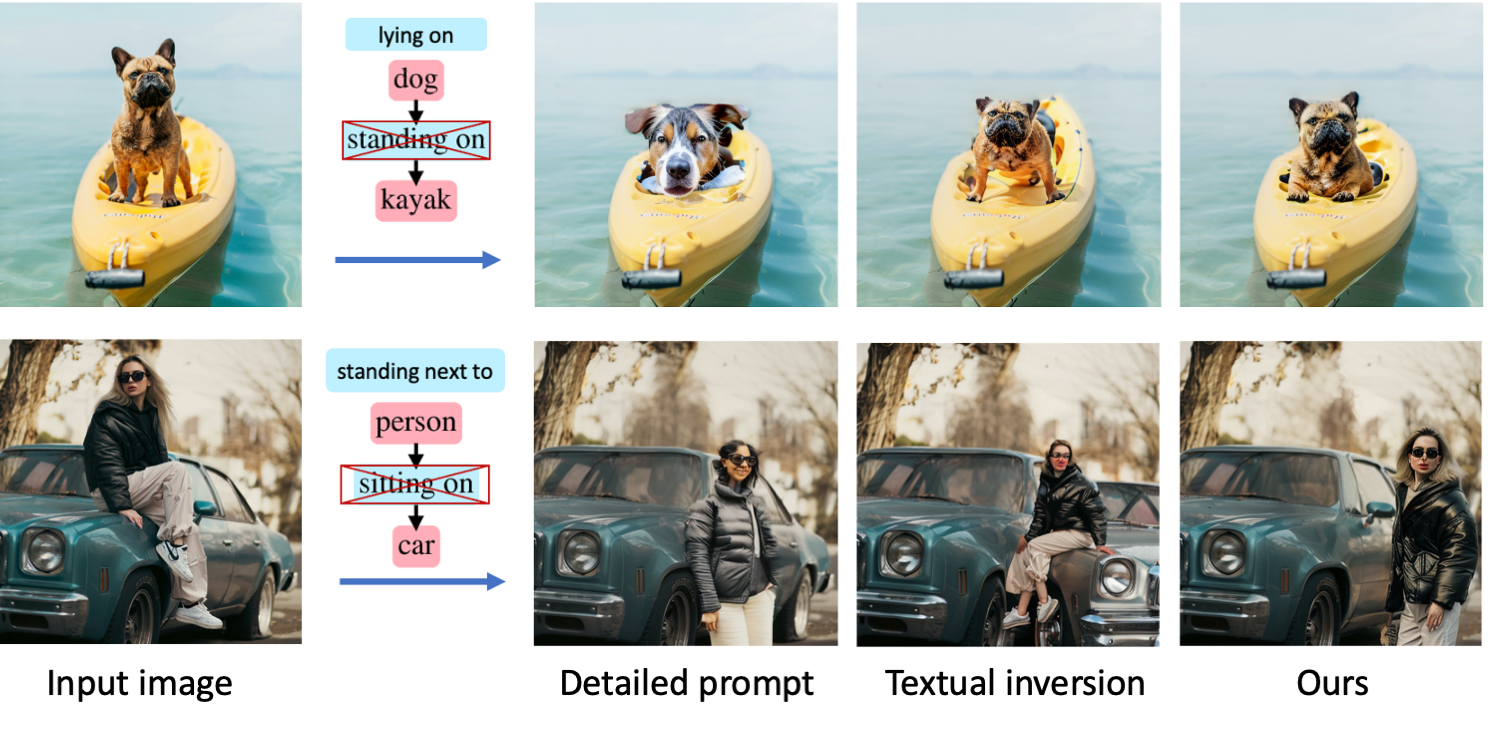 lying on
dog
standing on
kayak
standing next to
person
sitting on
car
Input image
Detailed prompt
Textual inversion
Ours